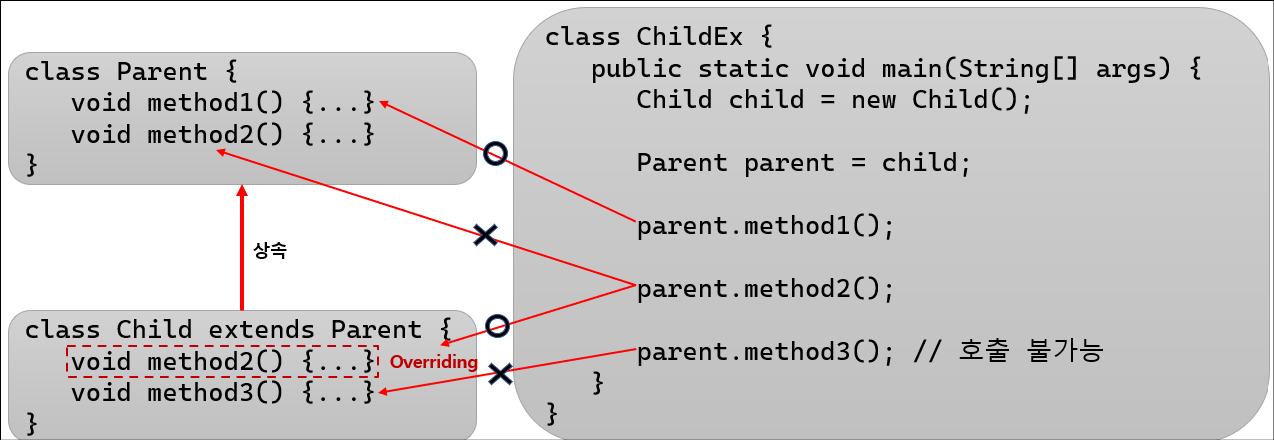 class Parent {
void method1() {...}
void method2() {...}
}
상속
class Child extends Parent {
void method2() {...}
Overriding
void method3() {...}
}
class ChildEx {
public static void main(String[] args) {
Child child = new Child();
Parent parent = child;
parent.method1();
parent.method2();
parent.method3(); // 호출 불가능
}
}